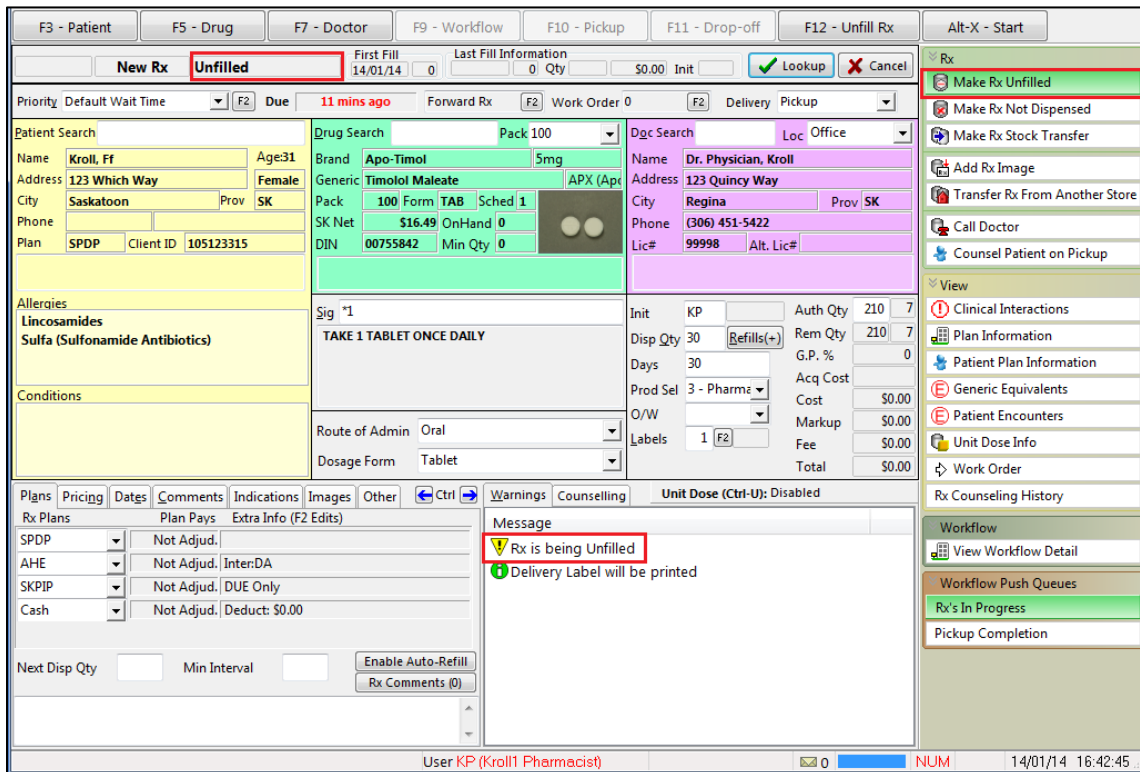 F3 - Patient F5 - Drug F7 - Doctor F9 - Workflow F10 - Pickup F11 - Drop-off F12 - Unfill Rx Alt-X - Start
New Rx Unfilled First Fill 14/01/14 0 Last Fill Information 0 Qty $0.00 Init Lookup Cancel
Priority Default Wait Time F2 Due 11 mins ago Forward Rx F2 Work Order 0 F2 Delivery Pickup
Patient Search
Name Kroll, Ff Age:31
Address 123 Which Way Female
City Saskatoon Prov SK
Phone
Plan SPDP Client ID 105123315
Allergies
Lincosamides
Sulfa (Sulfonamide Antibiotics)
Conditions
Drug Search Pack 100
Brand Apo-Timol 5mg
Generic Timolol Maleate APX (Apo
Pack 100 Form TAB Sched 1
SK Net $16.49 OnHand 0
DIN 00755842 Min Qty 0
Doc Search Loc Office
Name Dr. Physician, Kroll
Address 123 Quincy Way
City Regina Prov SK
Phone (306) 451-5422
Lic# 99998 Alt. Lic#
Sig *1
TAKE 1 TABLET ONCE DAILY
Route of Admin Oral
Dosage Form Tablet
Init KP Auth Qty 210 7
Disp Qty 30 Refills(+) Rem Qty 210 7
Days 30 G.P. % 0
Prod Sel 3 - Pharma Acq Cost
O/W Cost $0.00
Labels 1 F2 Markup $0.00
Fee $0.00
Total $0.00
Plans Pricing Dates Comments Indications Images Other Ctrl
Rx Plans Plan Pays Extra Info (F2 Edits)
SPDP Not Adjud.
AHE Not Adjud. Inter:DA
SKPIP Not Adjud. DUE Only
Cash Not Adjud. Deduct: $0.00
Next Disp Qty Min Interval Enable Auto-Refill
Rx Comments (0)
Warnings Counselling Unit Dose (Ctrl-U): Disabled
Message
Rx is being Unfilled
Delivery Label will be printed
Rx
Make Rx Unfilled
Make Rx Not Dispensed
Make Rx Stock Transfer
Add Rx Image
Transfer Rx From Another Store
Call Doctor
Counsel Patient on Pickup
View
Clinical Interactions
Plan Information
Patient Plan Information
Generic Equivalents
Patient Encounters
Unit Dose Info
Work Order
Rx Counseling History
Workflow
View Workflow Detail
Workflow Push Queues
Rx's In Progress
Pickup Completion
User KP (Kroll1 Pharmacist) 0 NUM 14/01/14 16:42:45